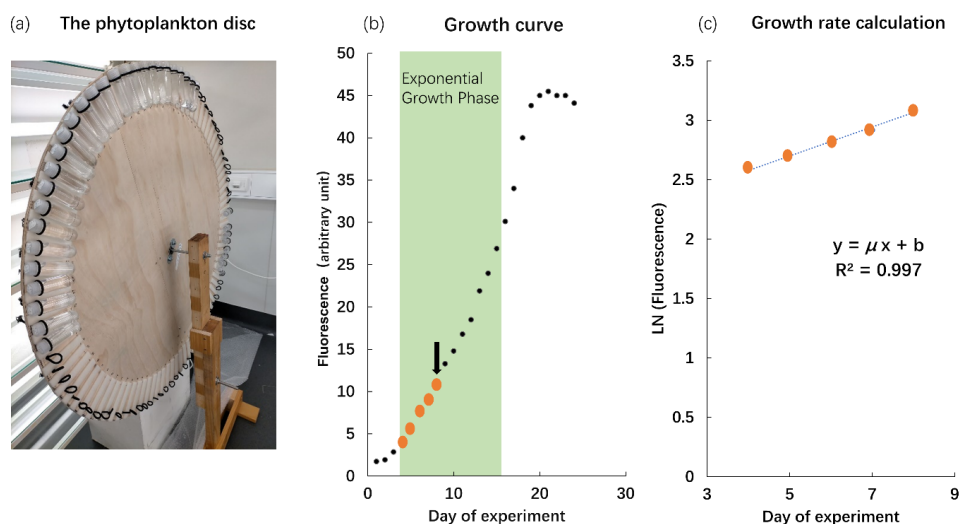 (a) The phytoplankton disc
(b) Growth curve
Fluorescence (arbitrary unit)
50
45
40
35
30
25
20
15
10
5
0
Exponential
Growth Phase
0 10 20 30
Day of experiment
(c) Growth rate calculation
LN (Fluorescence)
3.5
3
2.5
2
1.5
1
0.5
0
y = μx + b
R² = 0.997
3 5 7 9
Day of experiment